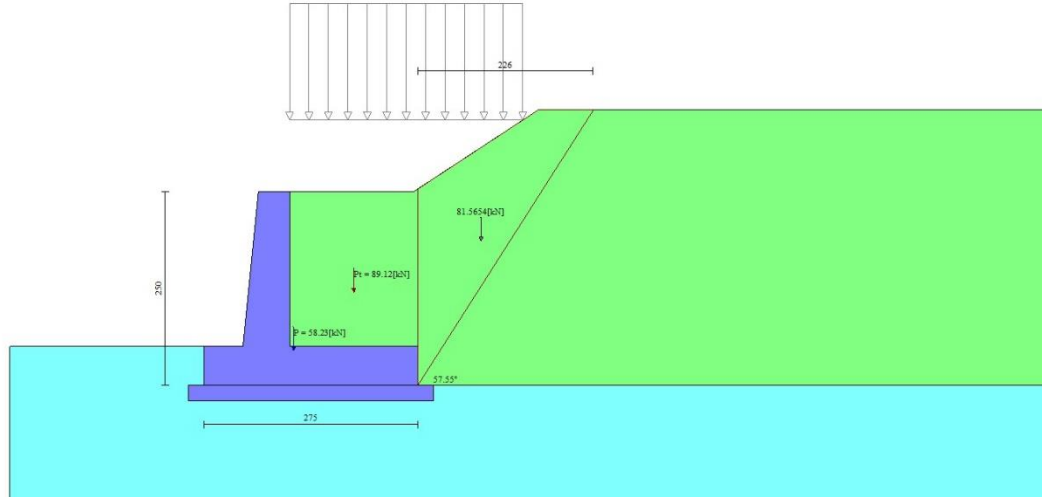 226
81.5654[kN]
250
Pt = 89.12[kN]
P = 58.23[kN]
57.55°
275